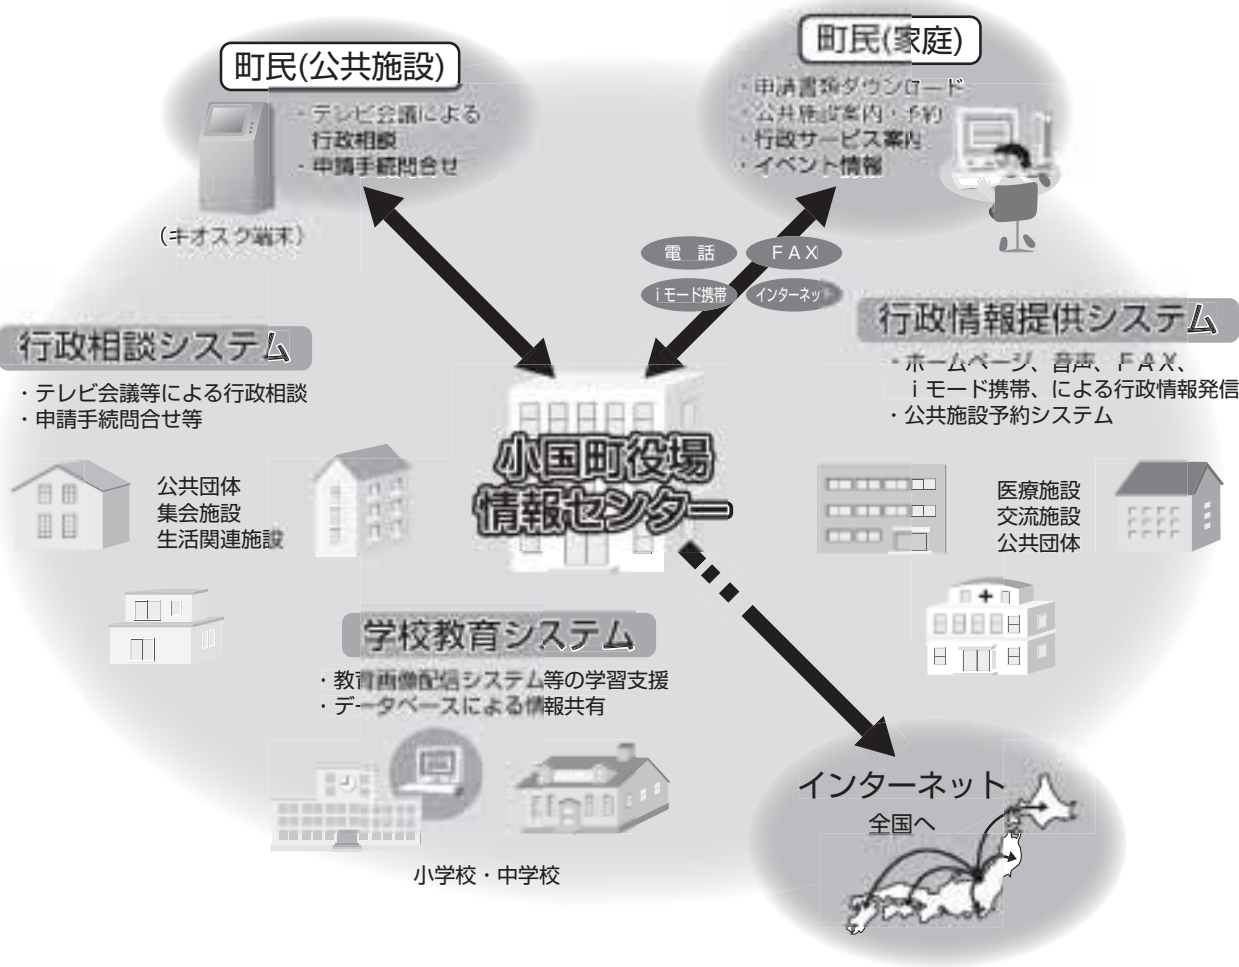 町民(公共施設)
・テレビ会議による
行政相談
・申請手続問合せ
(キオスク端末)
町民(家庭)
・申請書類ダウンロード
・公共施設案内・予約
・行政サービス案内
・イベント情報
電 話
ＦＡＸ
ｉモード携帯
インターネット
行政相談システム
・テレビ会議等による行政相談
・申請手続問合せ等
公共団体
集会施設
生活関連施設
行政情報提供システム
・ホームページ、音声、ＦＡＸ、
ｉモード携帯、による行政情報発信
・公共施設予約システム
医療施設
交流施設
公共団体
小国町役場
情報センター
学校教育システム
・教育画像配信システム等の学習支援
・データベースによる情報共有
小学校・中学校
インターネット
全国へ